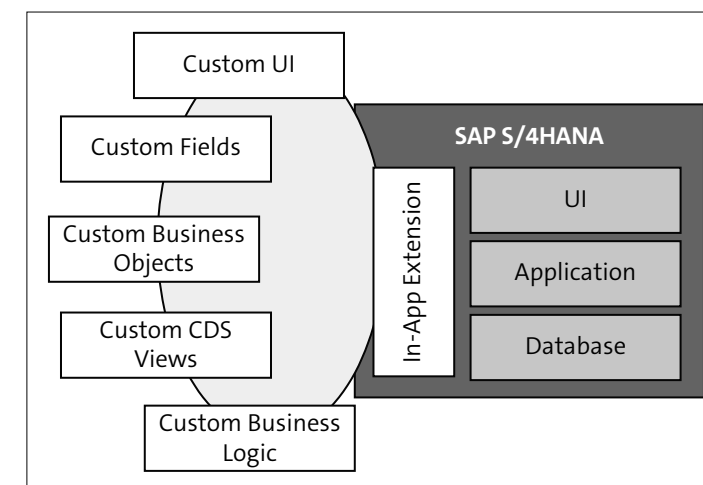 Custom UI
Custom Fields
Custom Business
Objects
Custom CDS
Views
Custom Business
Logic
SAP S/4HANA
In-App Extension
UI
Application
Database